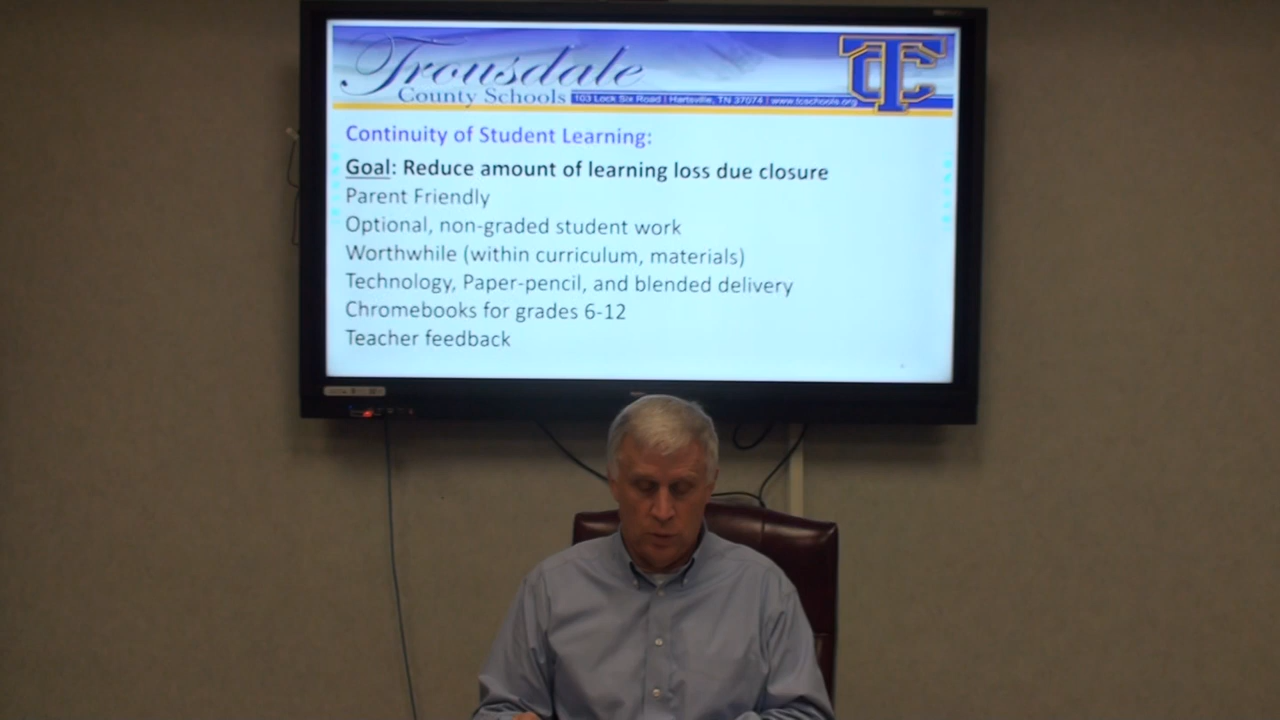 Trousdale
County Schools 103 Lock Six Road | Hartsville, TN 37074 | www.tcschools.org
TC
Continuity of Student Learning:
Goal: Reduce amount of learning loss due closure
Parent Friendly
Optional, non-graded student work
Worthwhile (within curriculum, materials)
Technology, Paper-pencil, and blended delivery
Chromebooks for grades 6-12
Teacher feedback